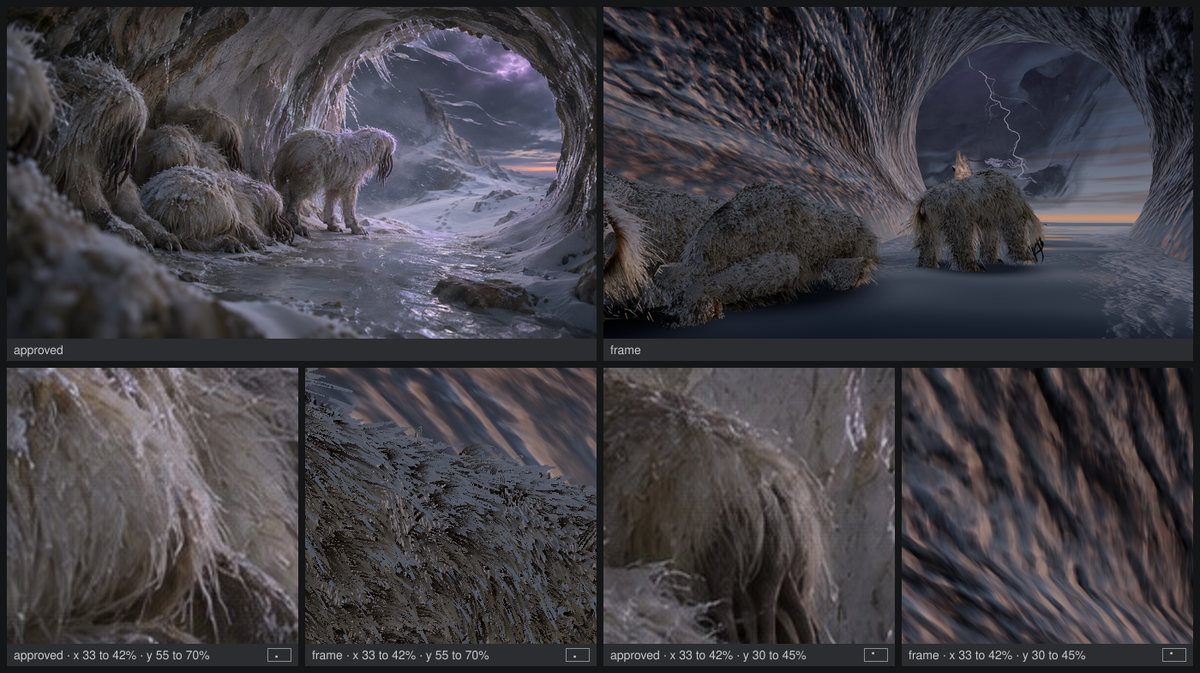 approved
frame
approved · x 33 to 42% · y 55 to 70%
frame · x 33 to 42% · y 55 to 70%
approved · x 33 to 42% · y 30 to 45%
frame · x 33 to 42% · y 30 to 45%